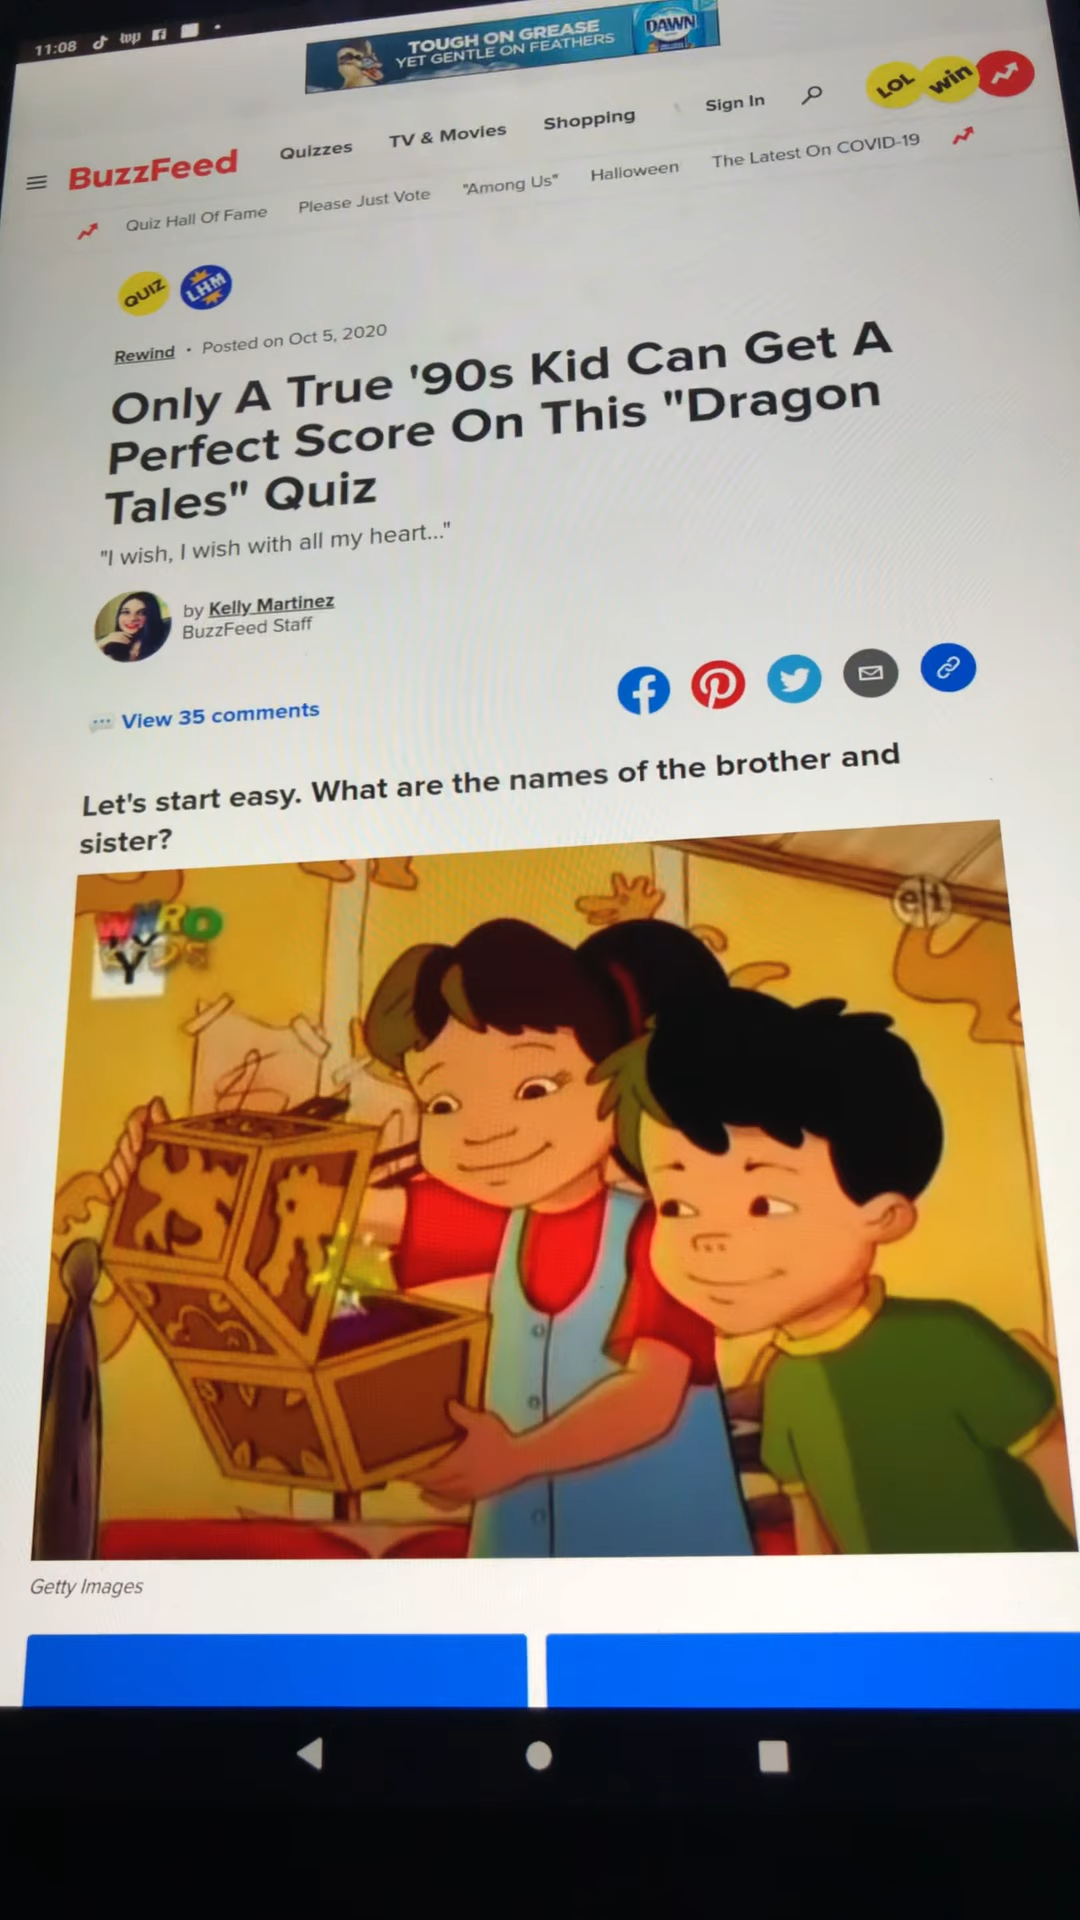 11:08
TOUGH ON GREASE
YET GENTLE ON FEATHERS
DAWN
BuzzFeed
Quizzes
TV & Movies
Shopping
Sign In
LOL
win
Quiz Hall Of Fame
Please Just Vote
"Among Us"
Halloween
The Latest On COVID-19
QUIZ
LHM
Rewind · Posted on Oct 5, 2020
Only A True '90s Kid Can Get A
Perfect Score On This "Dragon
Tales" Quiz
"I wish, I wish with all my heart..."
by Kelly Martinez
BuzzFeed Staff
View 35 comments
Let's start easy. What are the names of the brother and
sister?
e/i
Y
Getty Images